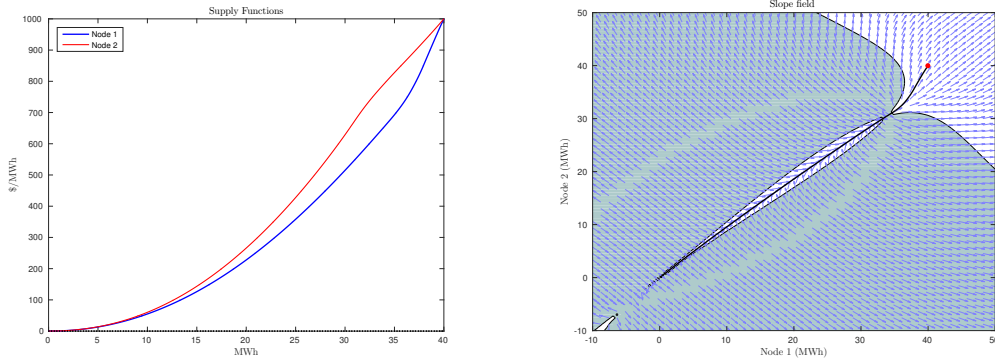 Supply Functions
Node 1
Node 2
1000
900
800
700
600
500
400
300
200
100
0
$/MWh
0 5 10 15 20 25 30 35 40
MWh
Slope field
50
40
30
20
10
0
-10
Node 2 (MWh)
-10 0 10 20 30 40 50
Node 1 (MWh)